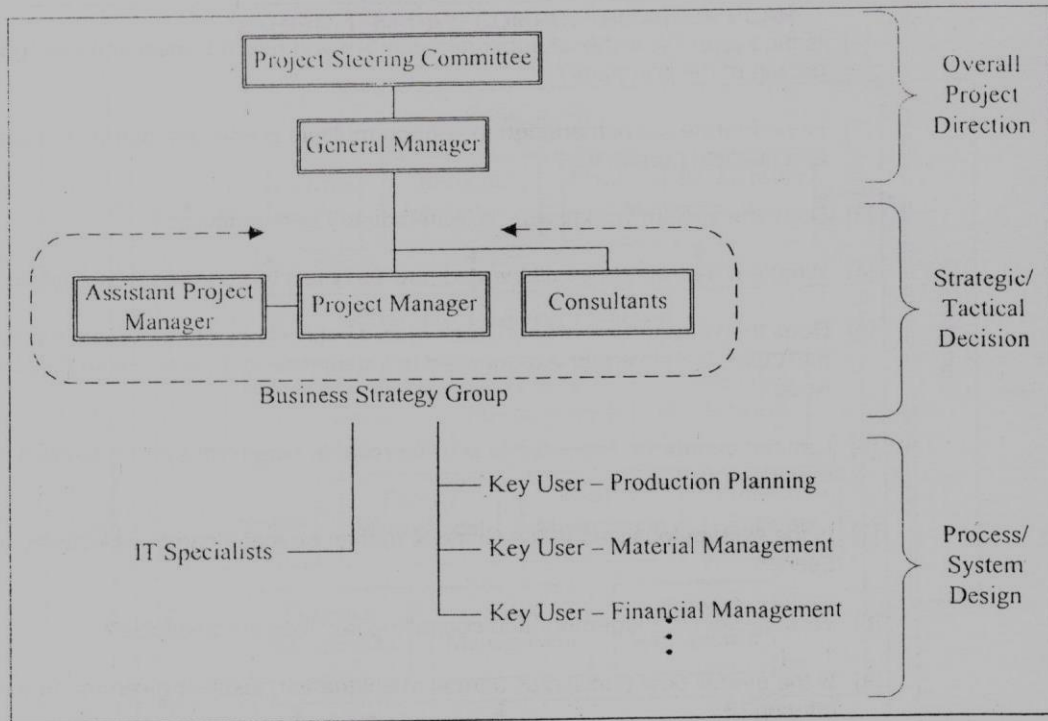 Project Steering Committee
General Manager
Overall
Project
Direction
Assistant Project
Manager
Project Manager
Consultants
Business Strategy Group
Strategic/
Tactical
Decision
IT Specialists
Key User – Production Planning
Key User – Material Management
Key User – Financial Management
Process/
System
Design